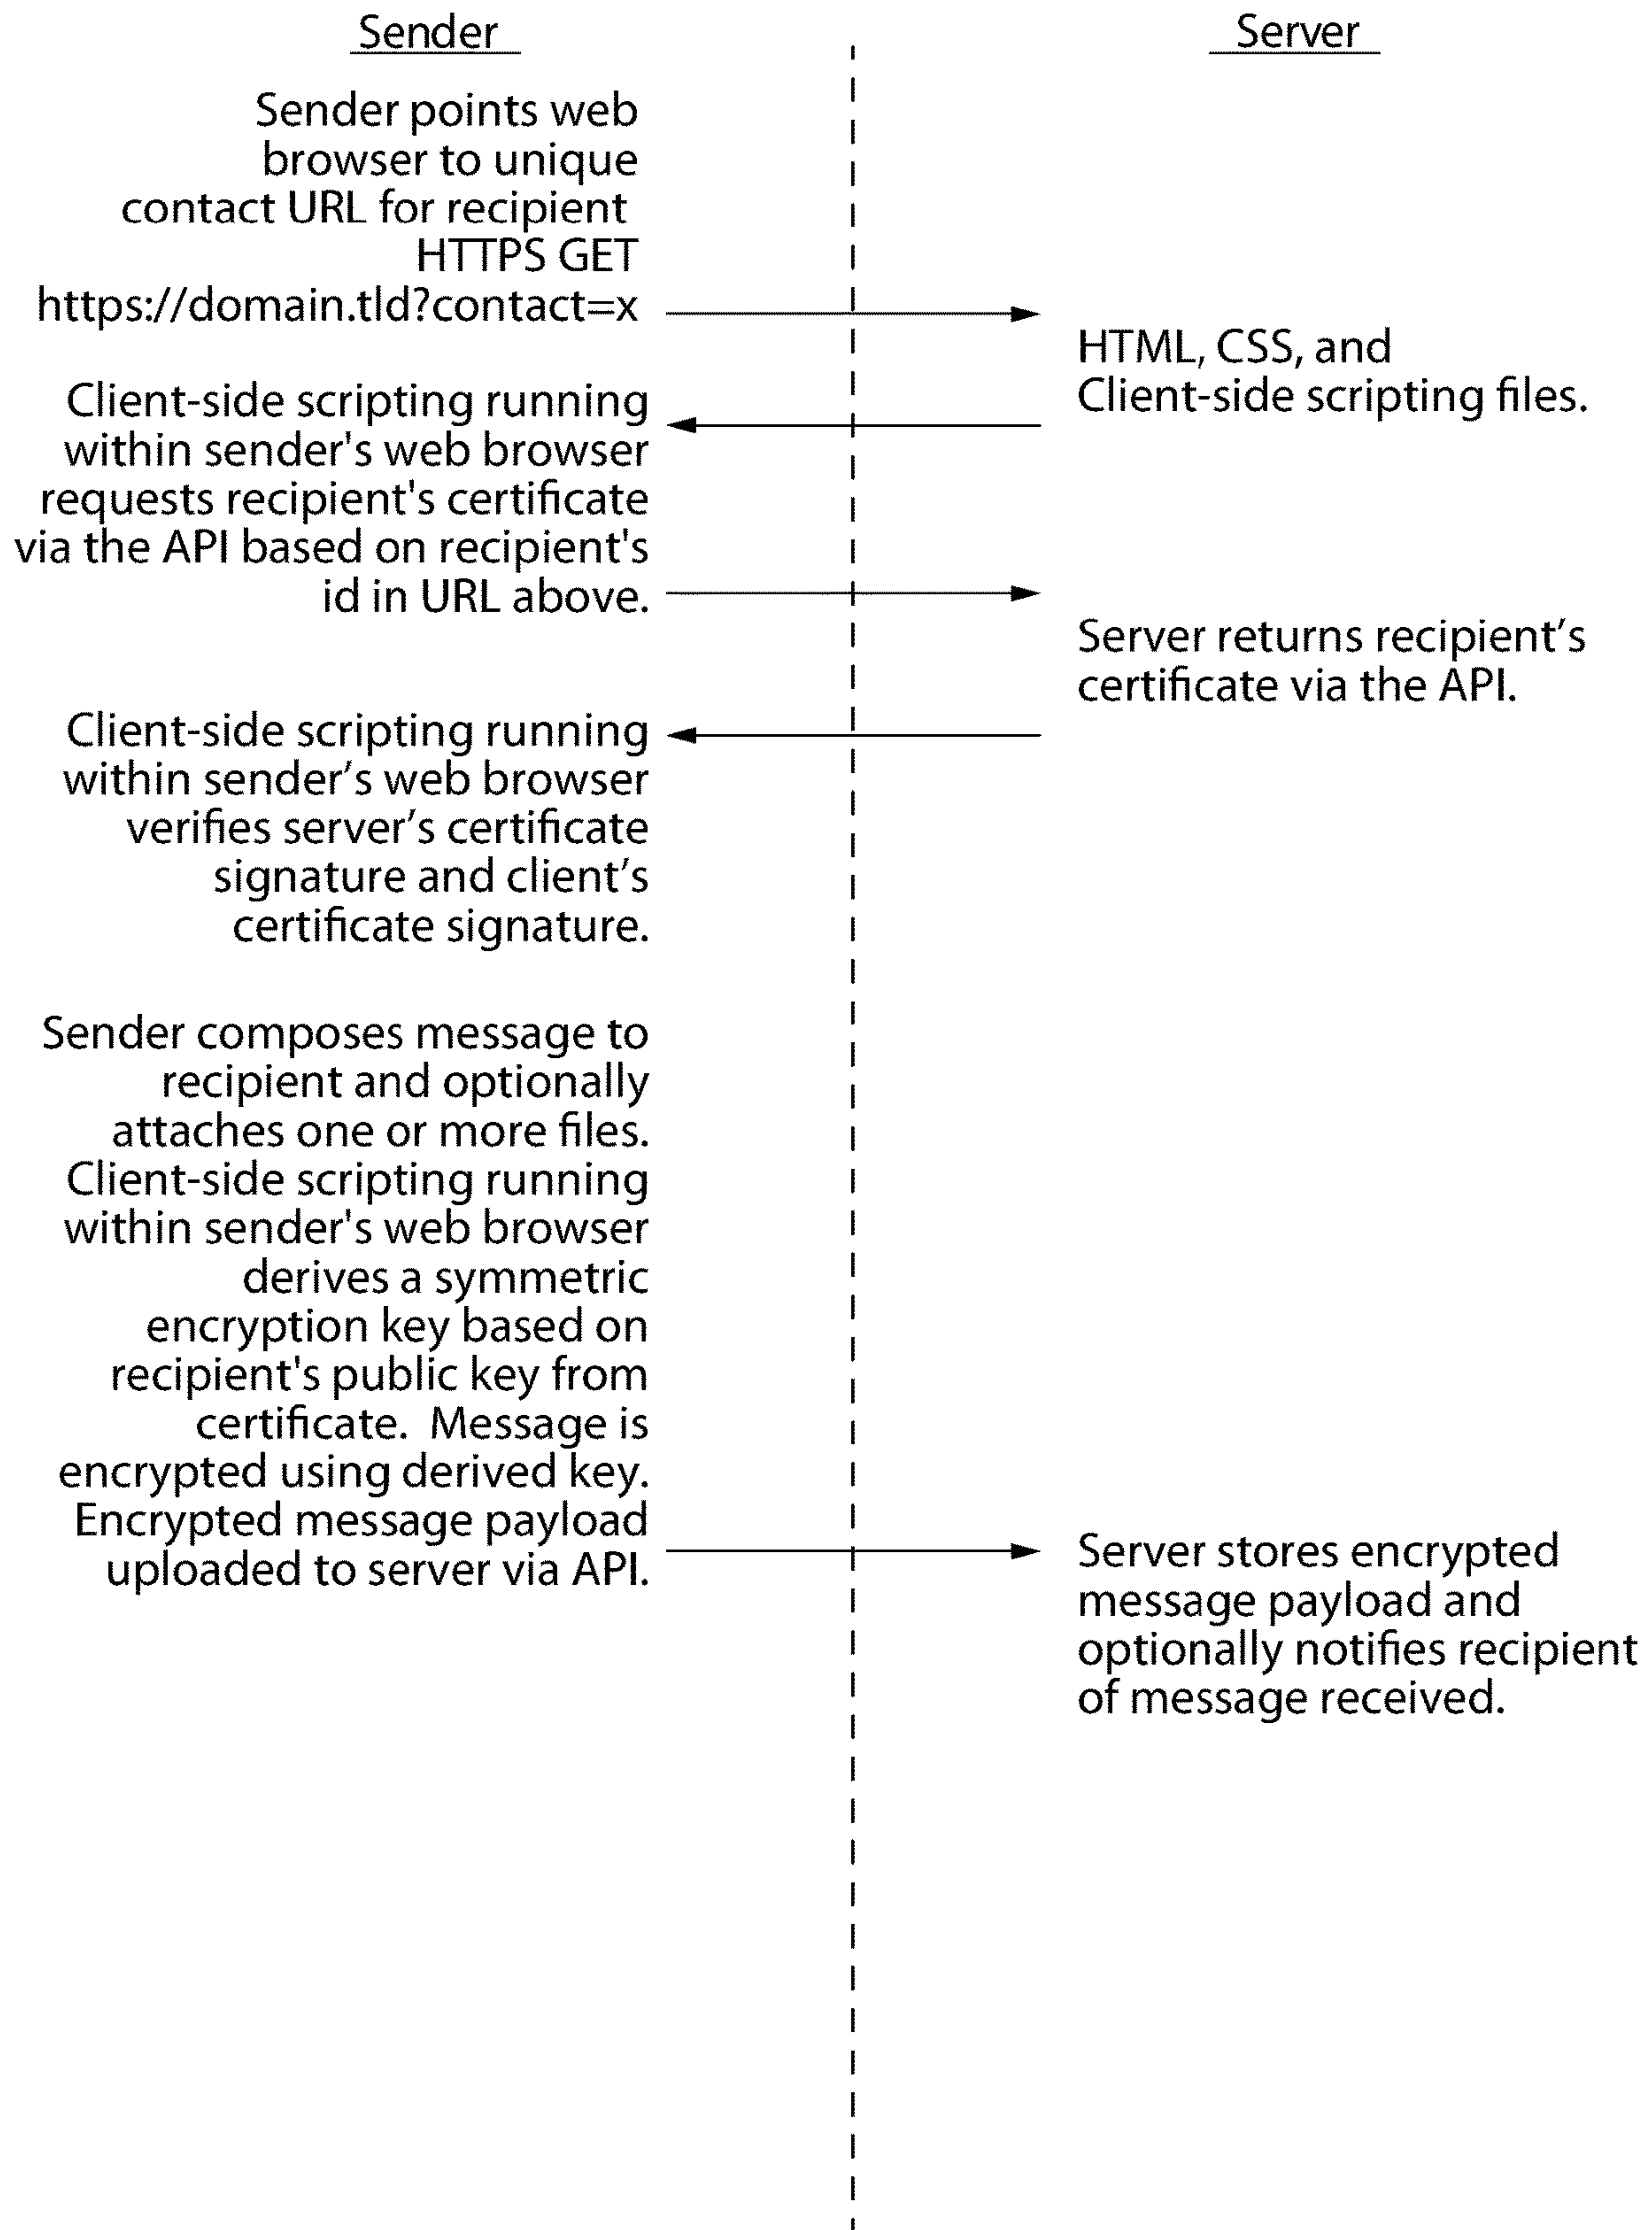 Sender
Server
Sender points web
browser to unique
contact URL for recipient
HTTPS GET
https://domain.tld?contact=x
HTML, CSS, and
Client-side scripting files.
Client-side scripting running
within sender's web browser
requests recipient's certificate
via the API based on recipient's
id in URL above.
Server returns recipient’s
certificate via the API.
Client-side scripting running
within sender’s web browser
verifies server’s certificate
signature and client’s
certificate signature.
Sender composes message to
recipient and optionally
attaches one or more files.
Client-side scripting running
within sender's web browser
derives a symmetric
encryption key based on
recipient's public key from
certificate.  Message is
encrypted using derived key.
Encrypted message payload
uploaded to server via API.
Server stores encrypted
message payload and
optionally notifies recipient
of message received.